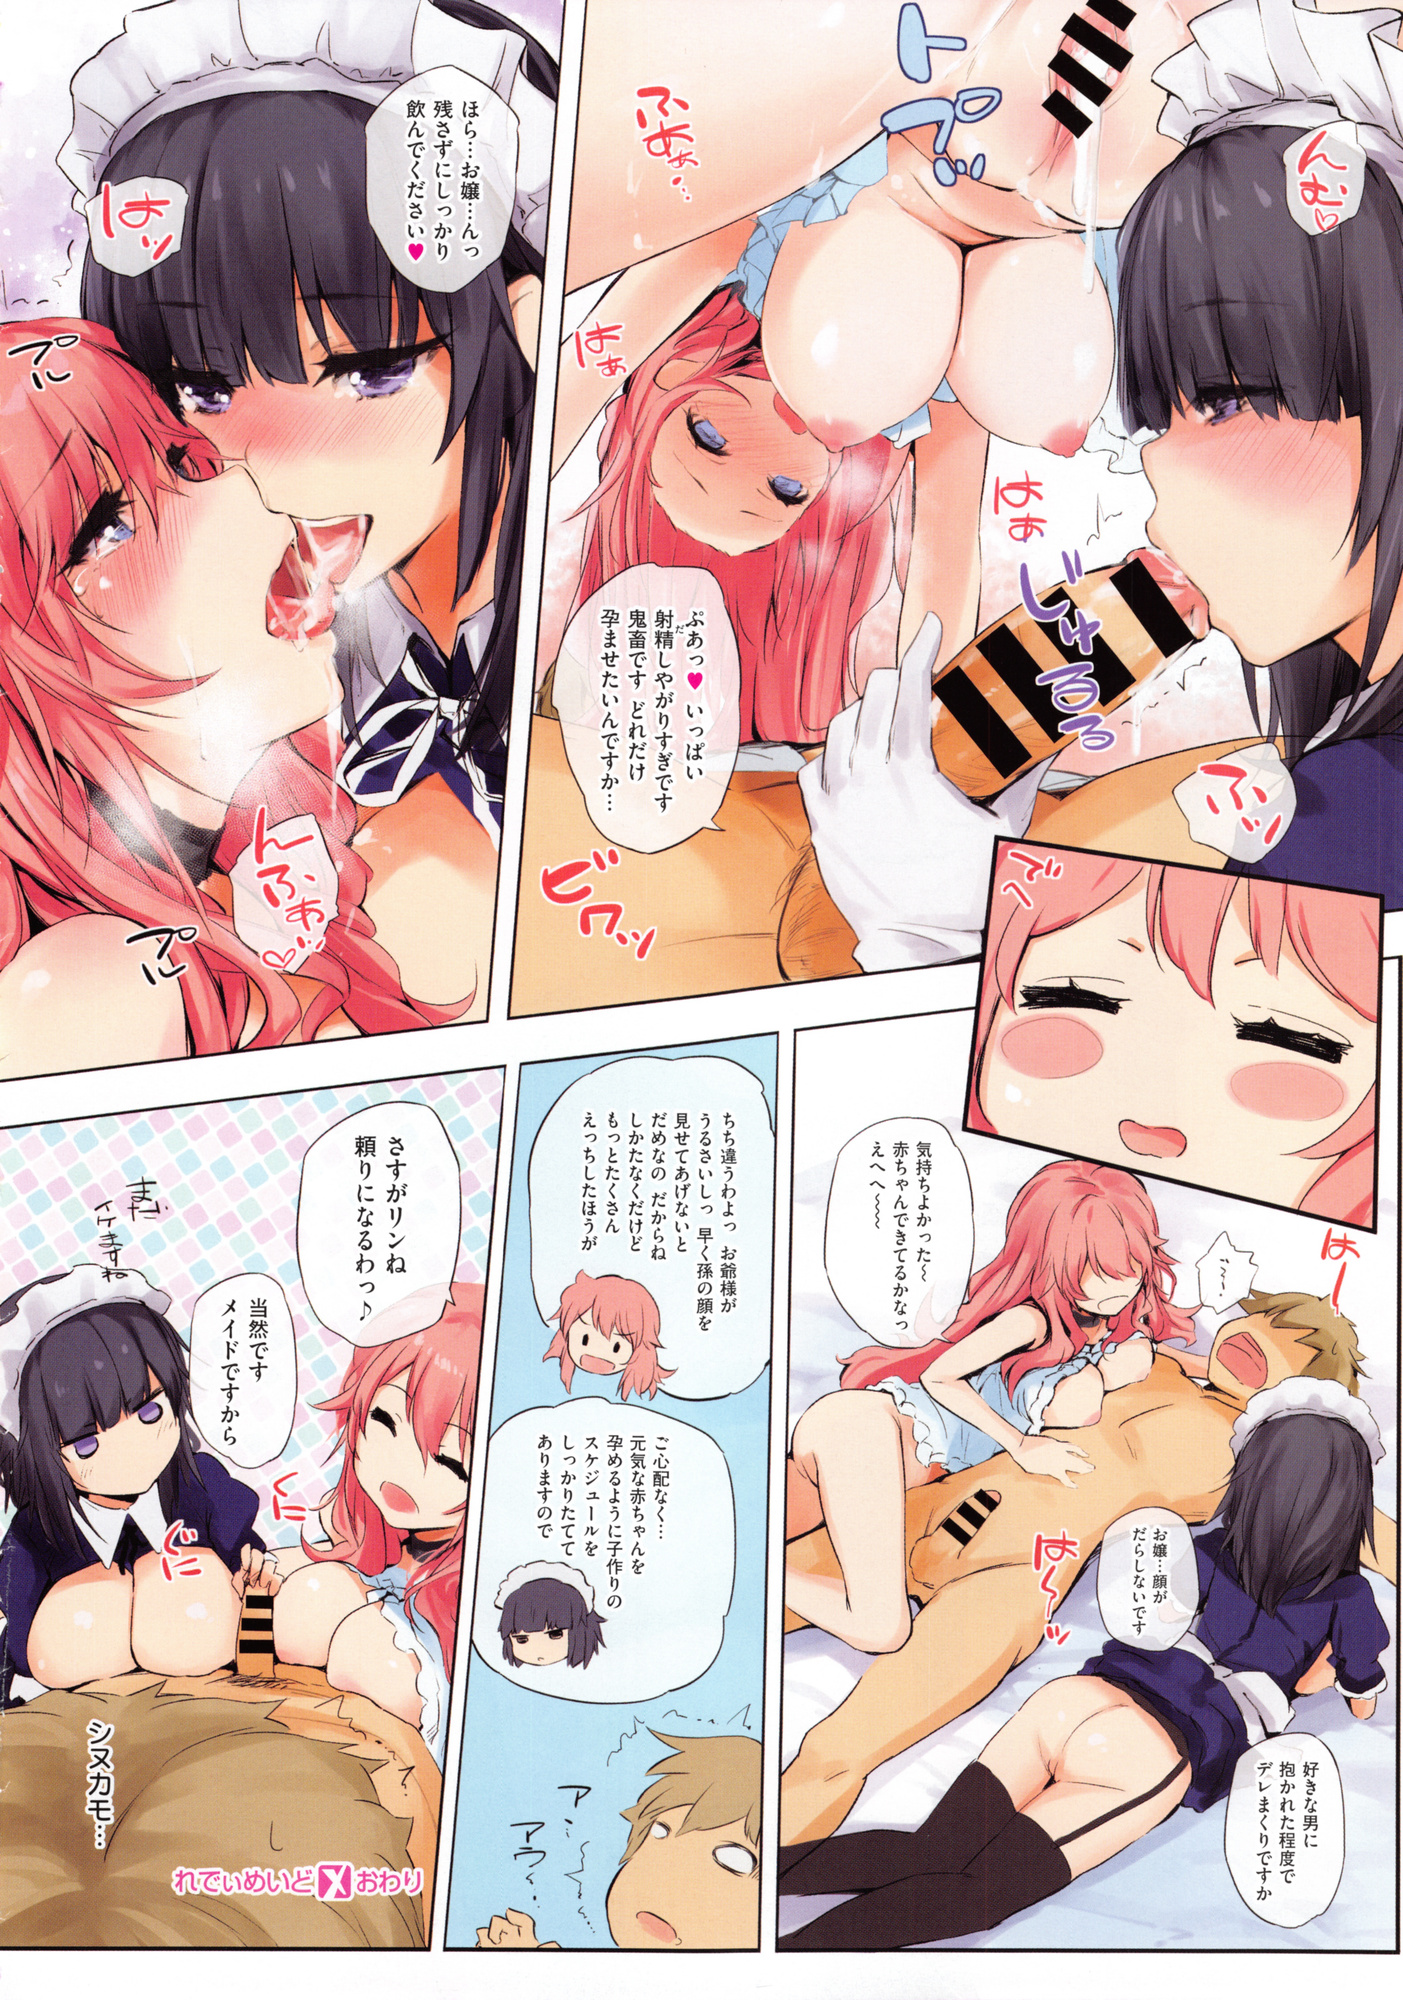 んむ♡
トプッ
ふぁぁ…
はぁ
はぁ
じゅるるる
ぷあっ♥いっぱい
射精しやがりすぎです
だ
鬼畜です どれだけ
孕ませたいんですか…
ふッ
ビクッ
ほら…お嬢…んっ
残さずにしっかり
飲んでください♥
はッ
プル
んふぁ♡
プル
でへ
気持ちよかった～
赤ちゃんできてるかなっ
えへへ～～
はー
…
お嬢…顔が
だらしないです
は～ッ
好きな男に
抱かれた程度で
デレまくりですか
ちち違うわよっ お爺様が
うるさいしっ 早く孫の顔を
見せてあげないと
だめなの だからね
しかたなくだけど
もっとたくさん
えっちしたほうが
ご心配なく…
元気な赤ちゃんを
孕めるように子作りの
スケジュールを
しっかりたてて
ありますので
アン
アウ
さすがリンね
頼りになるわっ♪
まだ
イケますね
当然です
メイドですから
くに
ぐに
シヌカモ…
れでぃめいどX おわり